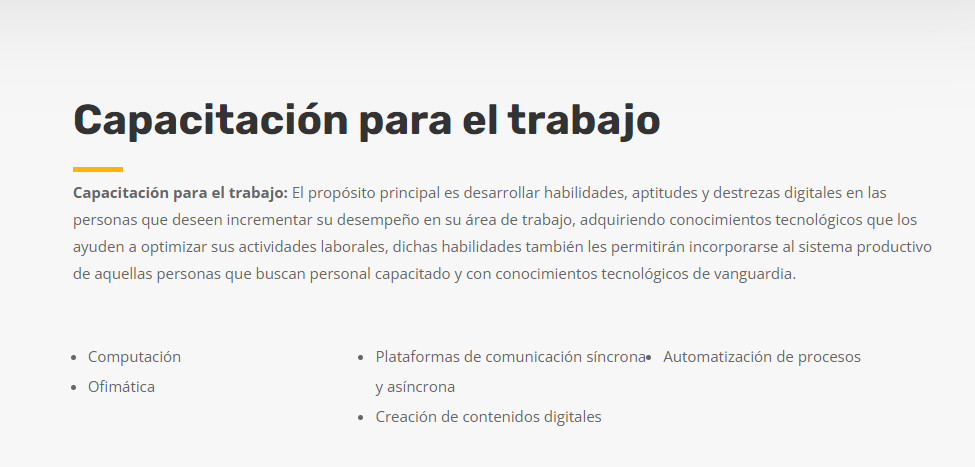 Capacitación para el trabajo
Capacitación para el trabajo: El propósito principal es desarrollar habilidades, aptitudes y destrezas digitales en las
personas que deseen incrementar su desempeño en su área de trabajo, adquiriendo conocimientos tecnológicos que los
ayuden a optimizar sus actividades laborales, dichas habilidades también les permitirán incorporarse al sistema productivo
de aquellas personas que buscan personal capacitado y con conocimientos tecnológicos de vanguardia.
• Computación
• Ofimática
• Plataformas de comunicación síncrona
y asíncrona
• Creación de contenidos digitales
• Automatización de procesos